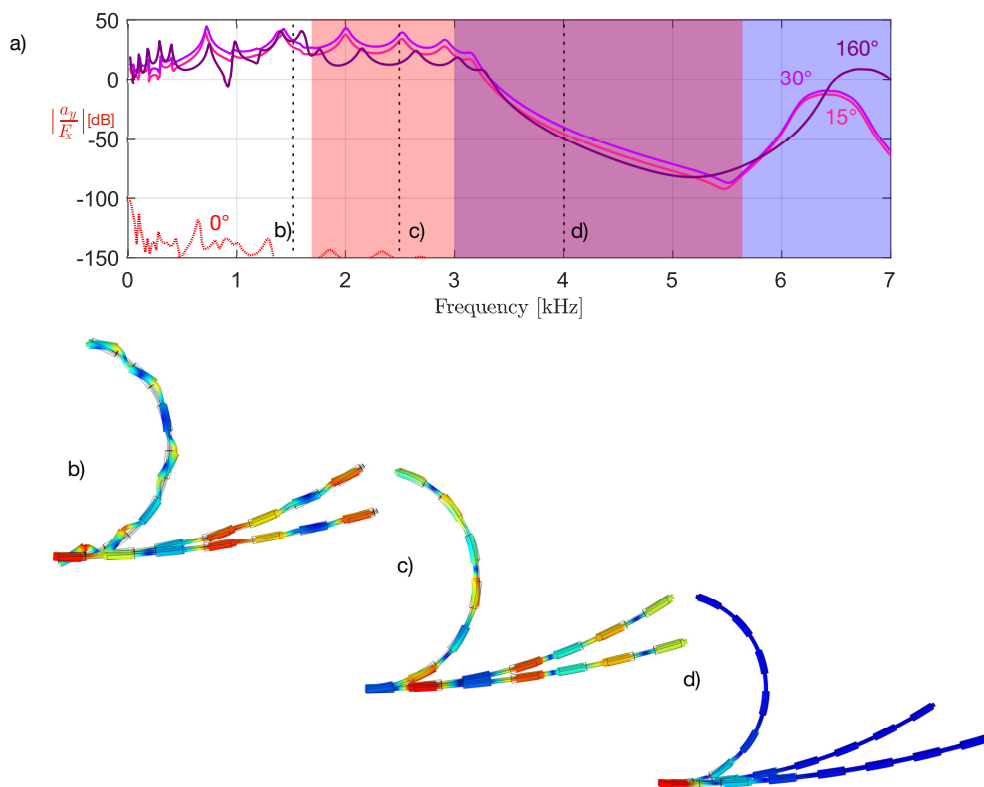 a)
50
0
-50
-100
-150
|a_y/F_x| [dB]
160°
30°
15°
0°
b)
c)
d)
0 1 2 3 4 5 6 7
Frequency [kHz]
b)
c)
d)